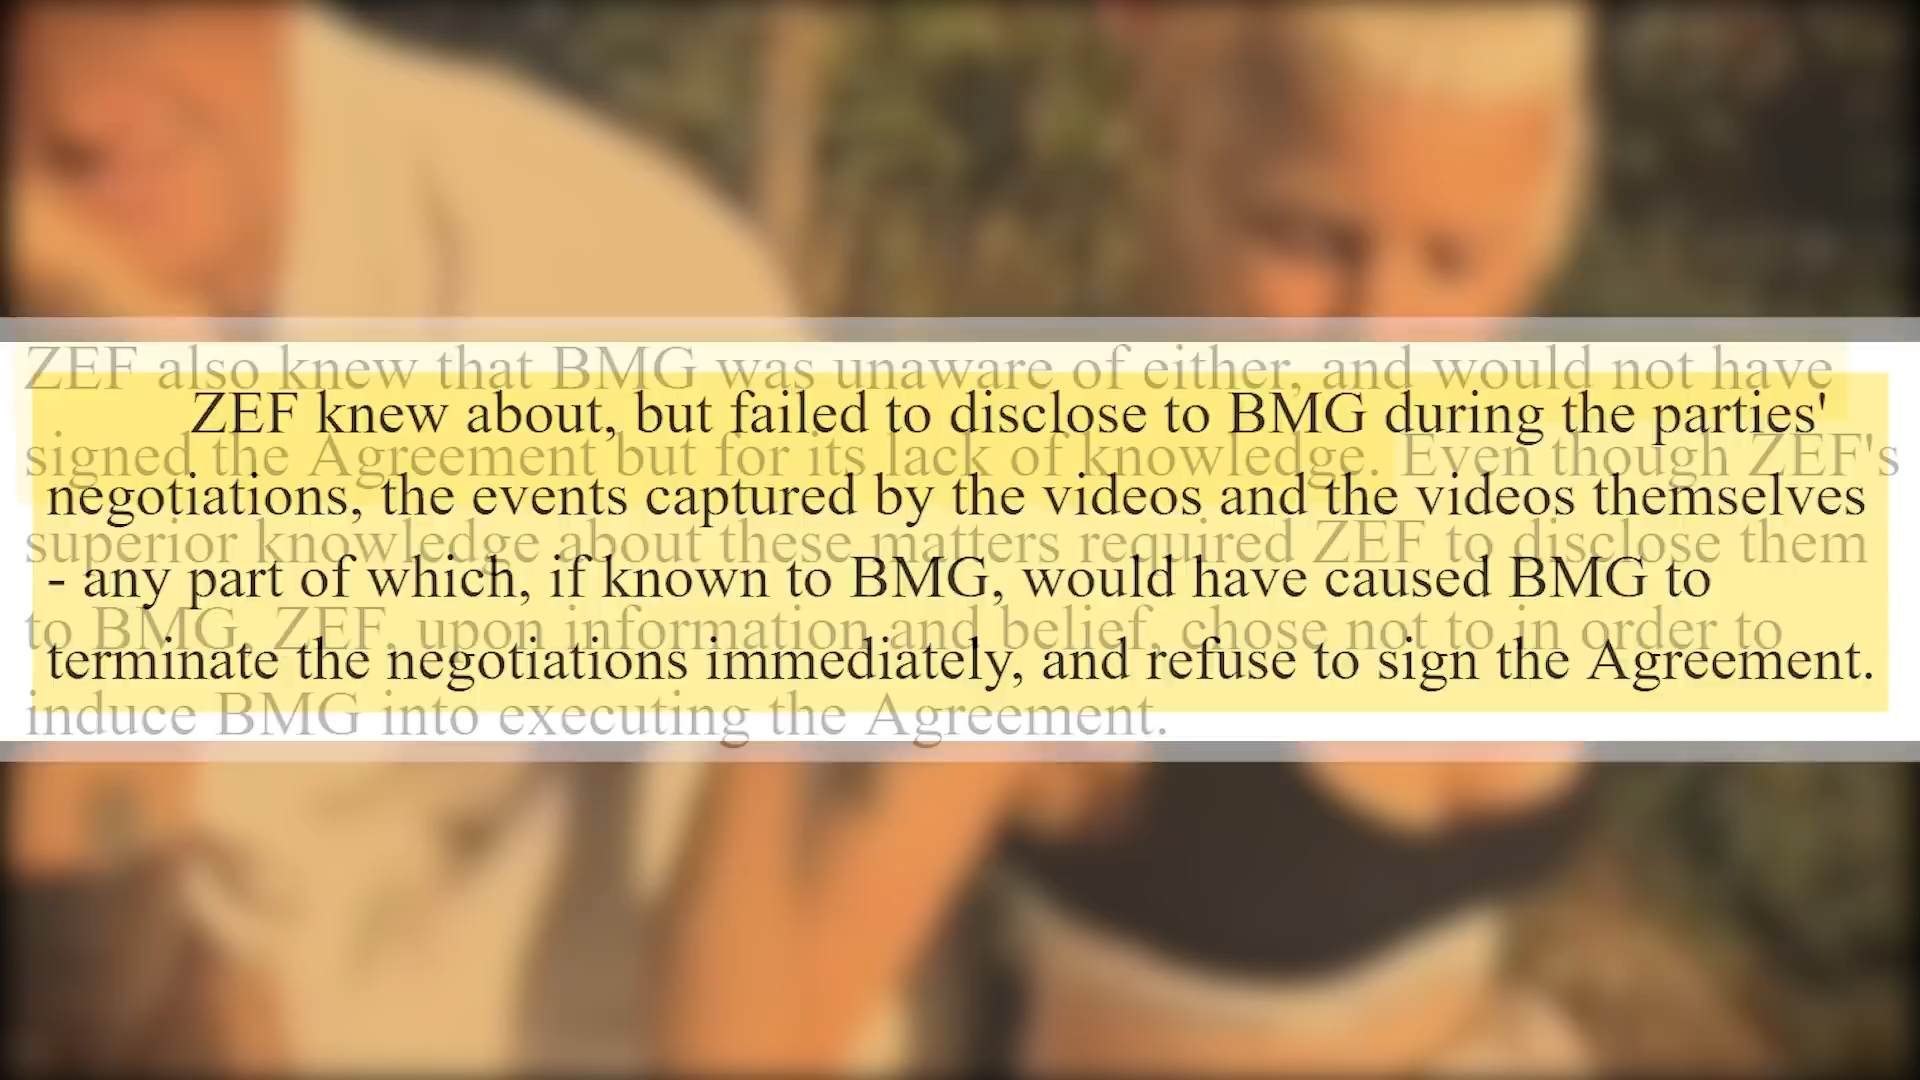 ZEF also knew that BMG was unaware of either, and would not have
signed the Agreement but for its lack of knowledge. Even though ZEF's
superior knowledge about these matters required ZEF to disclose them
to BMG, ZEF, upon information and belief, chose not to in order to
induce BMG into executing the Agreement.
ZEF knew about, but failed to disclose to BMG during the parties'
negotiations, the events captured by the videos and the videos themselves
- any part of which, if known to BMG, would have caused BMG to
terminate the negotiations immediately, and refuse to sign the Agreement.